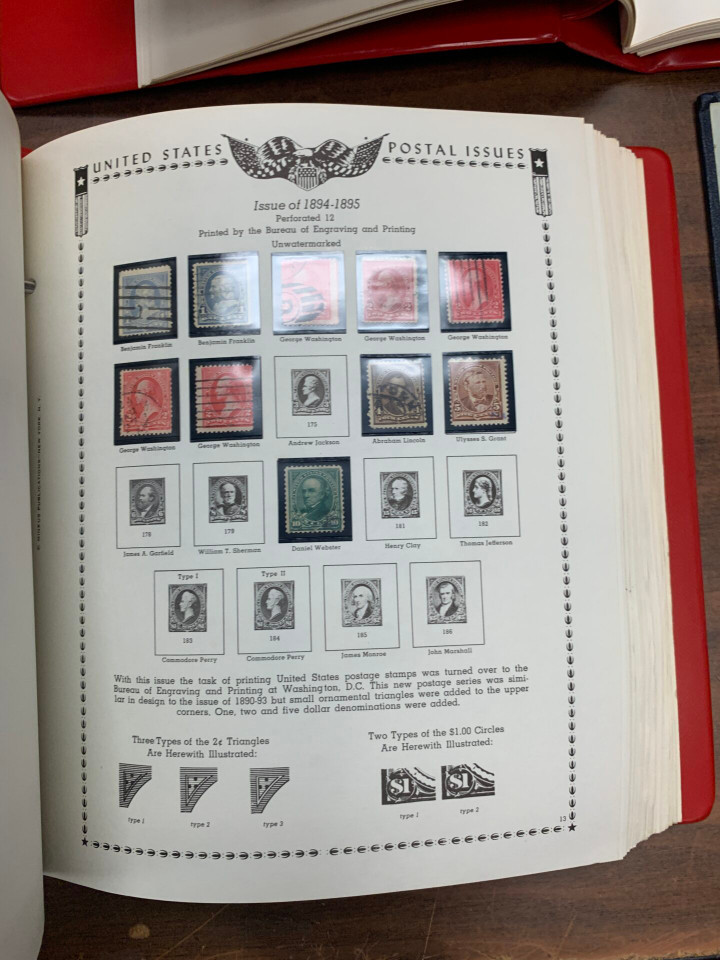 UNITED STATES POSTAL ISSUES
Issue of 1894-1895
Perforated 12
Printed by the Bureau of Engraving and Printing
Unwatermarked
Benjamin Franklin Benjamin Franklin George Washington George Washington George Washington
175
George Washington George Washington Andrew Jackson Abraham Lincoln Ulysses S. Grant
178 179 181 182
James A. Garfield William T. Sherman Daniel Webster Henry Clay Thomas Jefferson
Type I Type II
183 184 185 186
Commodore Perry Commodore Perry James Monroe John Marshall
With this issue the task of printing United States postage stamps was turned over to the
Bureau of Engraving and Printing at Washington, D.C. This new postage series was simi-
lar in design to the issue of 1890-93 but small ornamental triangles were added to the upper
corners. One, two and five dollar denominations were added.
Three Types of the 2¢ Triangles
Are Herewith Illustrated:
type 1 type 2 type 3
Two Types of the $1.00 Circles
Are Herewith Illustrated:
$1 $1
type 1 type 2
13